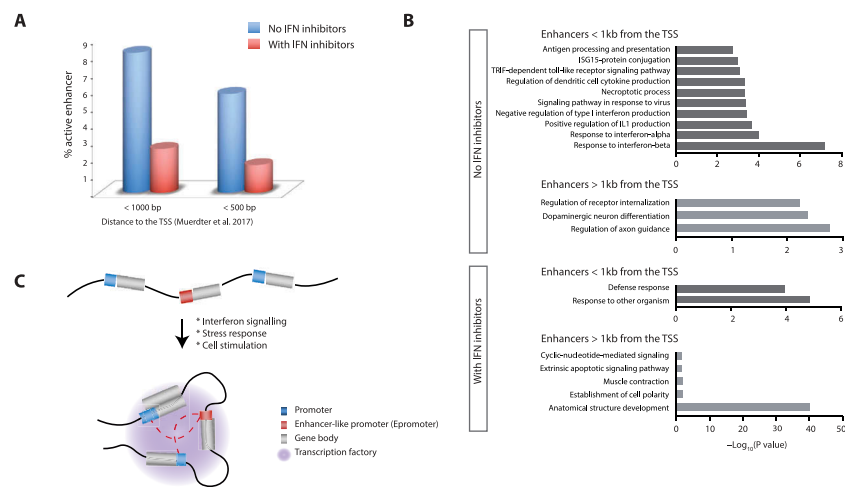 A
No IFN inhibitors
With IFN inhibitors
% active enhancer
9
8
7
6
5
4
3
2
1
< 1000 bp
< 500 bp
Distance to the TSS (Muerdter et al. 2017)
B
No IFN inhibitors
Enhancers < 1kb from the TSS
Antigen processing and presentation
ISG15-protein conjugation
TRIF-dependent toll-like receptor signaling pathway
Regulation of dendritic cell cytokine production
Necroptotic process
Signaling pathway in response to virus
Negative regulation of type I interferon production
Positive regulation of IL1 production
Response to interferon-alpha
Response to interferon-beta
0 2 4 6 8
Enhancers > 1kb from the TSS
Regulation of receptor internalization
Dopaminergic neuron differentiation
Regulation of axon guidance
0 1 2 3
With IFN inhibitors
Enhancers < 1kb from the TSS
Defense response
Response to other organism
0 2 4 6
Enhancers > 1kb from the TSS
Cyclic-nucleotide-mediated signaling
Extrinsic apoptotic signaling pathway
Muscle contraction
Establishment of cell polarity
Anatomical structure development
0 10 20 30 40 50
−Log10(P value)
C
* Interferon signalling
* Stress response
* Cell stimulation
Promoter
Enhancer-like promoter (Epromoter)
Gene body
Transcription factory